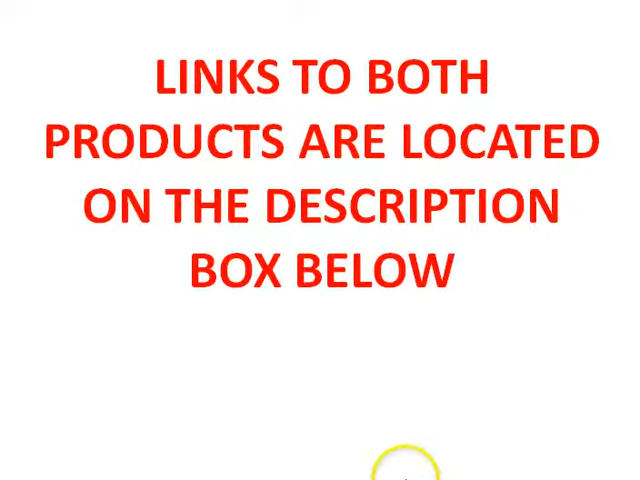 LINKS TO BOTH
PRODUCTS ARE LOCATED
ON THE DESCRIPTION
BOX BELOW